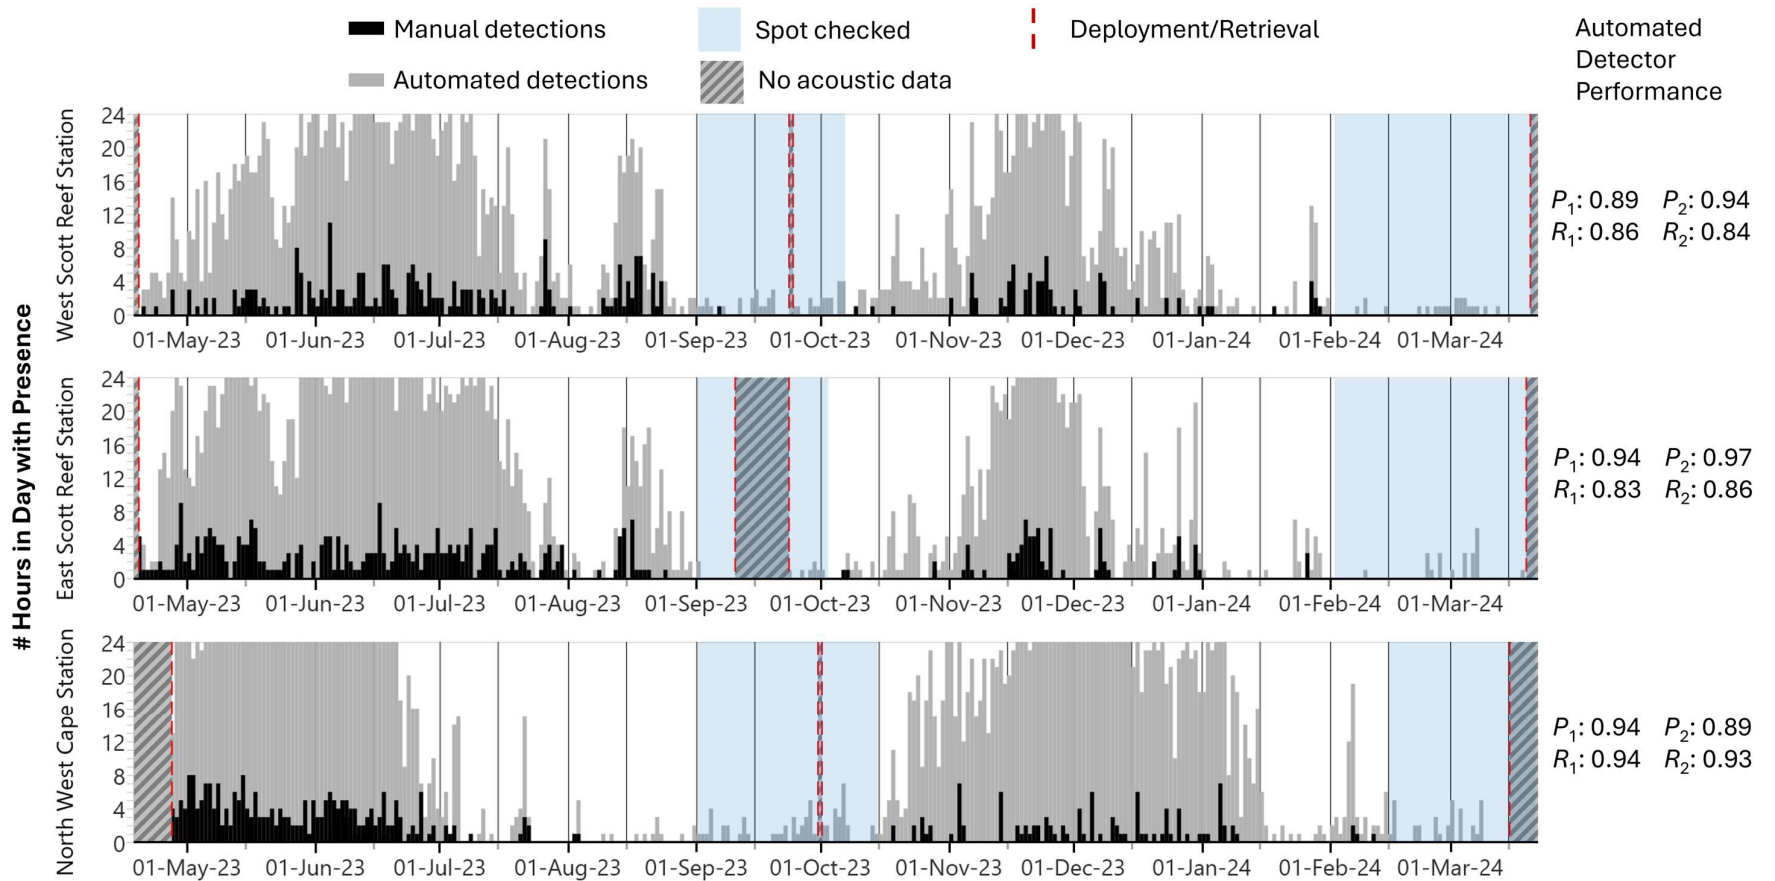 Manual detections
Spot checked
Deployment/Retrieval
Automated
Detector
Performance
Automated detections
No acoustic data
# Hours in Day with Presence
West Scott Reef Station
24
20
16
12
8
4
0
01-May-23 01-Jun-23 01-Jul-23 01-Aug-23 01-Sep-23 01-Oct-23 01-Nov-23 01-Dec-23 01-Jan-24 01-Feb-24 01-Mar-24
P1: 0.89 P2: 0.94
R1: 0.86 R2: 0.84
East Scott Reef Station
24
20
16
12
8
4
0
01-May-23 01-Jun-23 01-Jul-23 01-Aug-23 01-Sep-23 01-Oct-23 01-Nov-23 01-Dec-23 01-Jan-24 01-Feb-24 01-Mar-24
P1: 0.94 P2: 0.97
R1: 0.83 R2: 0.86
North West Cape Station
24
20
16
12
8
4
0
01-May-23 01-Jun-23 01-Jul-23 01-Aug-23 01-Sep-23 01-Oct-23 01-Nov-23 01-Dec-23 01-Jan-24 01-Feb-24 01-Mar-24
P1: 0.94 P2: 0.89
R1: 0.94 R2: 0.93